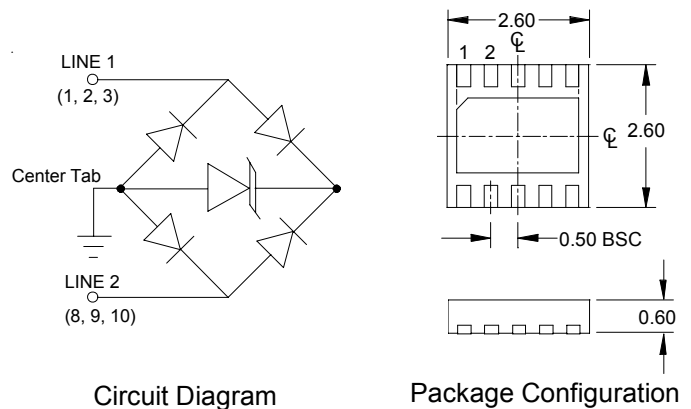 LINE 1
(1, 2, 3)
Center Tab
LINE 2
(8, 9, 10)
Circuit Diagram
2.60
℄
1 2
℄ 2.60
0.50 BSC
0.60
Package Configuration